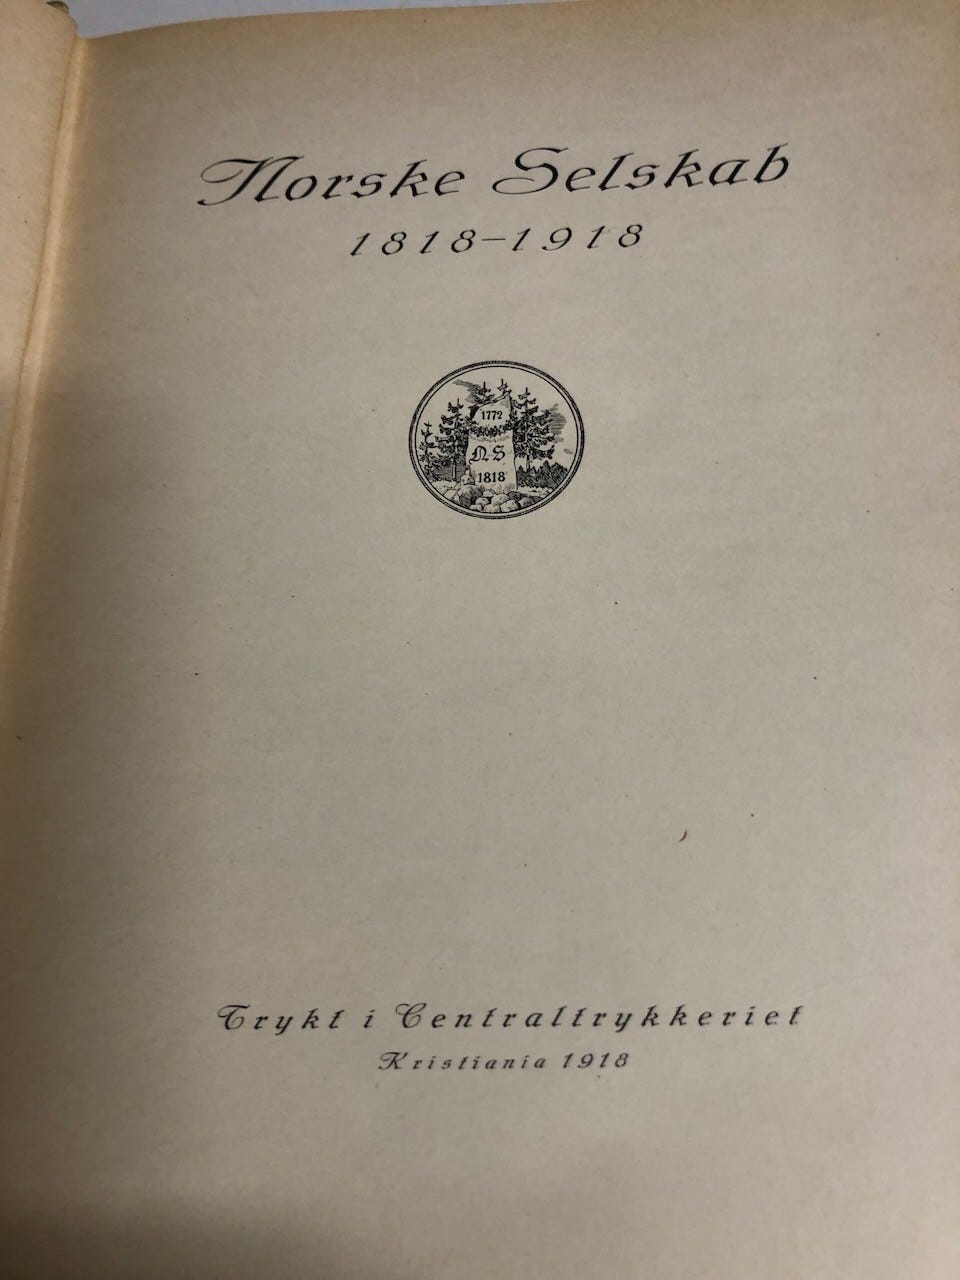 Norske Selskab
1818-1918
1772
N S
1818
Trykt i Centraltrykkeriet
Kristiania 1918